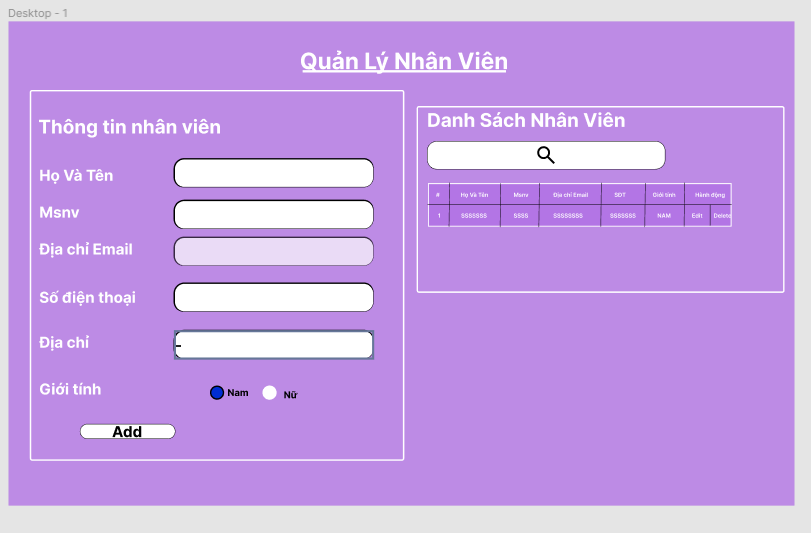 Desktop - 1
Quản Lý Nhân Viên
Thông tin nhân viên
Họ Và Tên
Msnv
Địa chỉ Email
Số điện thoại
Địa chỉ
-
Giới tính
Nam
Nữ
Add
Danh Sách Nhân Viên
# Họ Và Tên Msnv Địa chỉ Email SĐT Giới tính Hành động
1 SSSSSSS SSSS SSSSSSSS SSSSSSS NAM Edit Delete